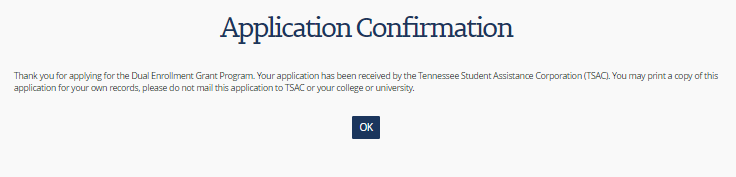 Application Confirmation
Thank you for applying for the Dual Enrollment Grant Program. Your application has been received by the Tennessee Student Assistance Corporation (TSAC). You may print a copy of this
application for your own records, please do not mail this application to TSAC or your college or university.
OK